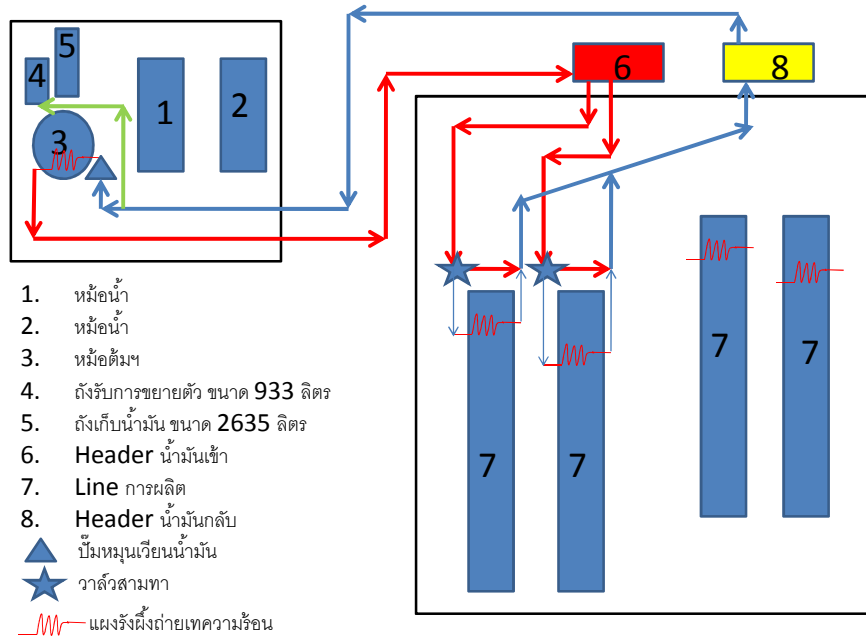 5
4
1
2
3
6
8
7
7
7
7
1. หม้อน้ำ
2. หม้อน้ำ
3. หม้อต้มฯ
4. ถังรับการขยายตัว ขนาด 933 ลิตร
5. ถังเก็บน้ำมัน ขนาด 2635 ลิตร
6. Header น้ำมันเข้า
7. Line การผลิต
8. Header น้ำมันกลับ
ปั๊มหมุนเวียนน้ำมัน
วาล์วสามทา
แผงรังผึ้งถ่ายเทความร้อน